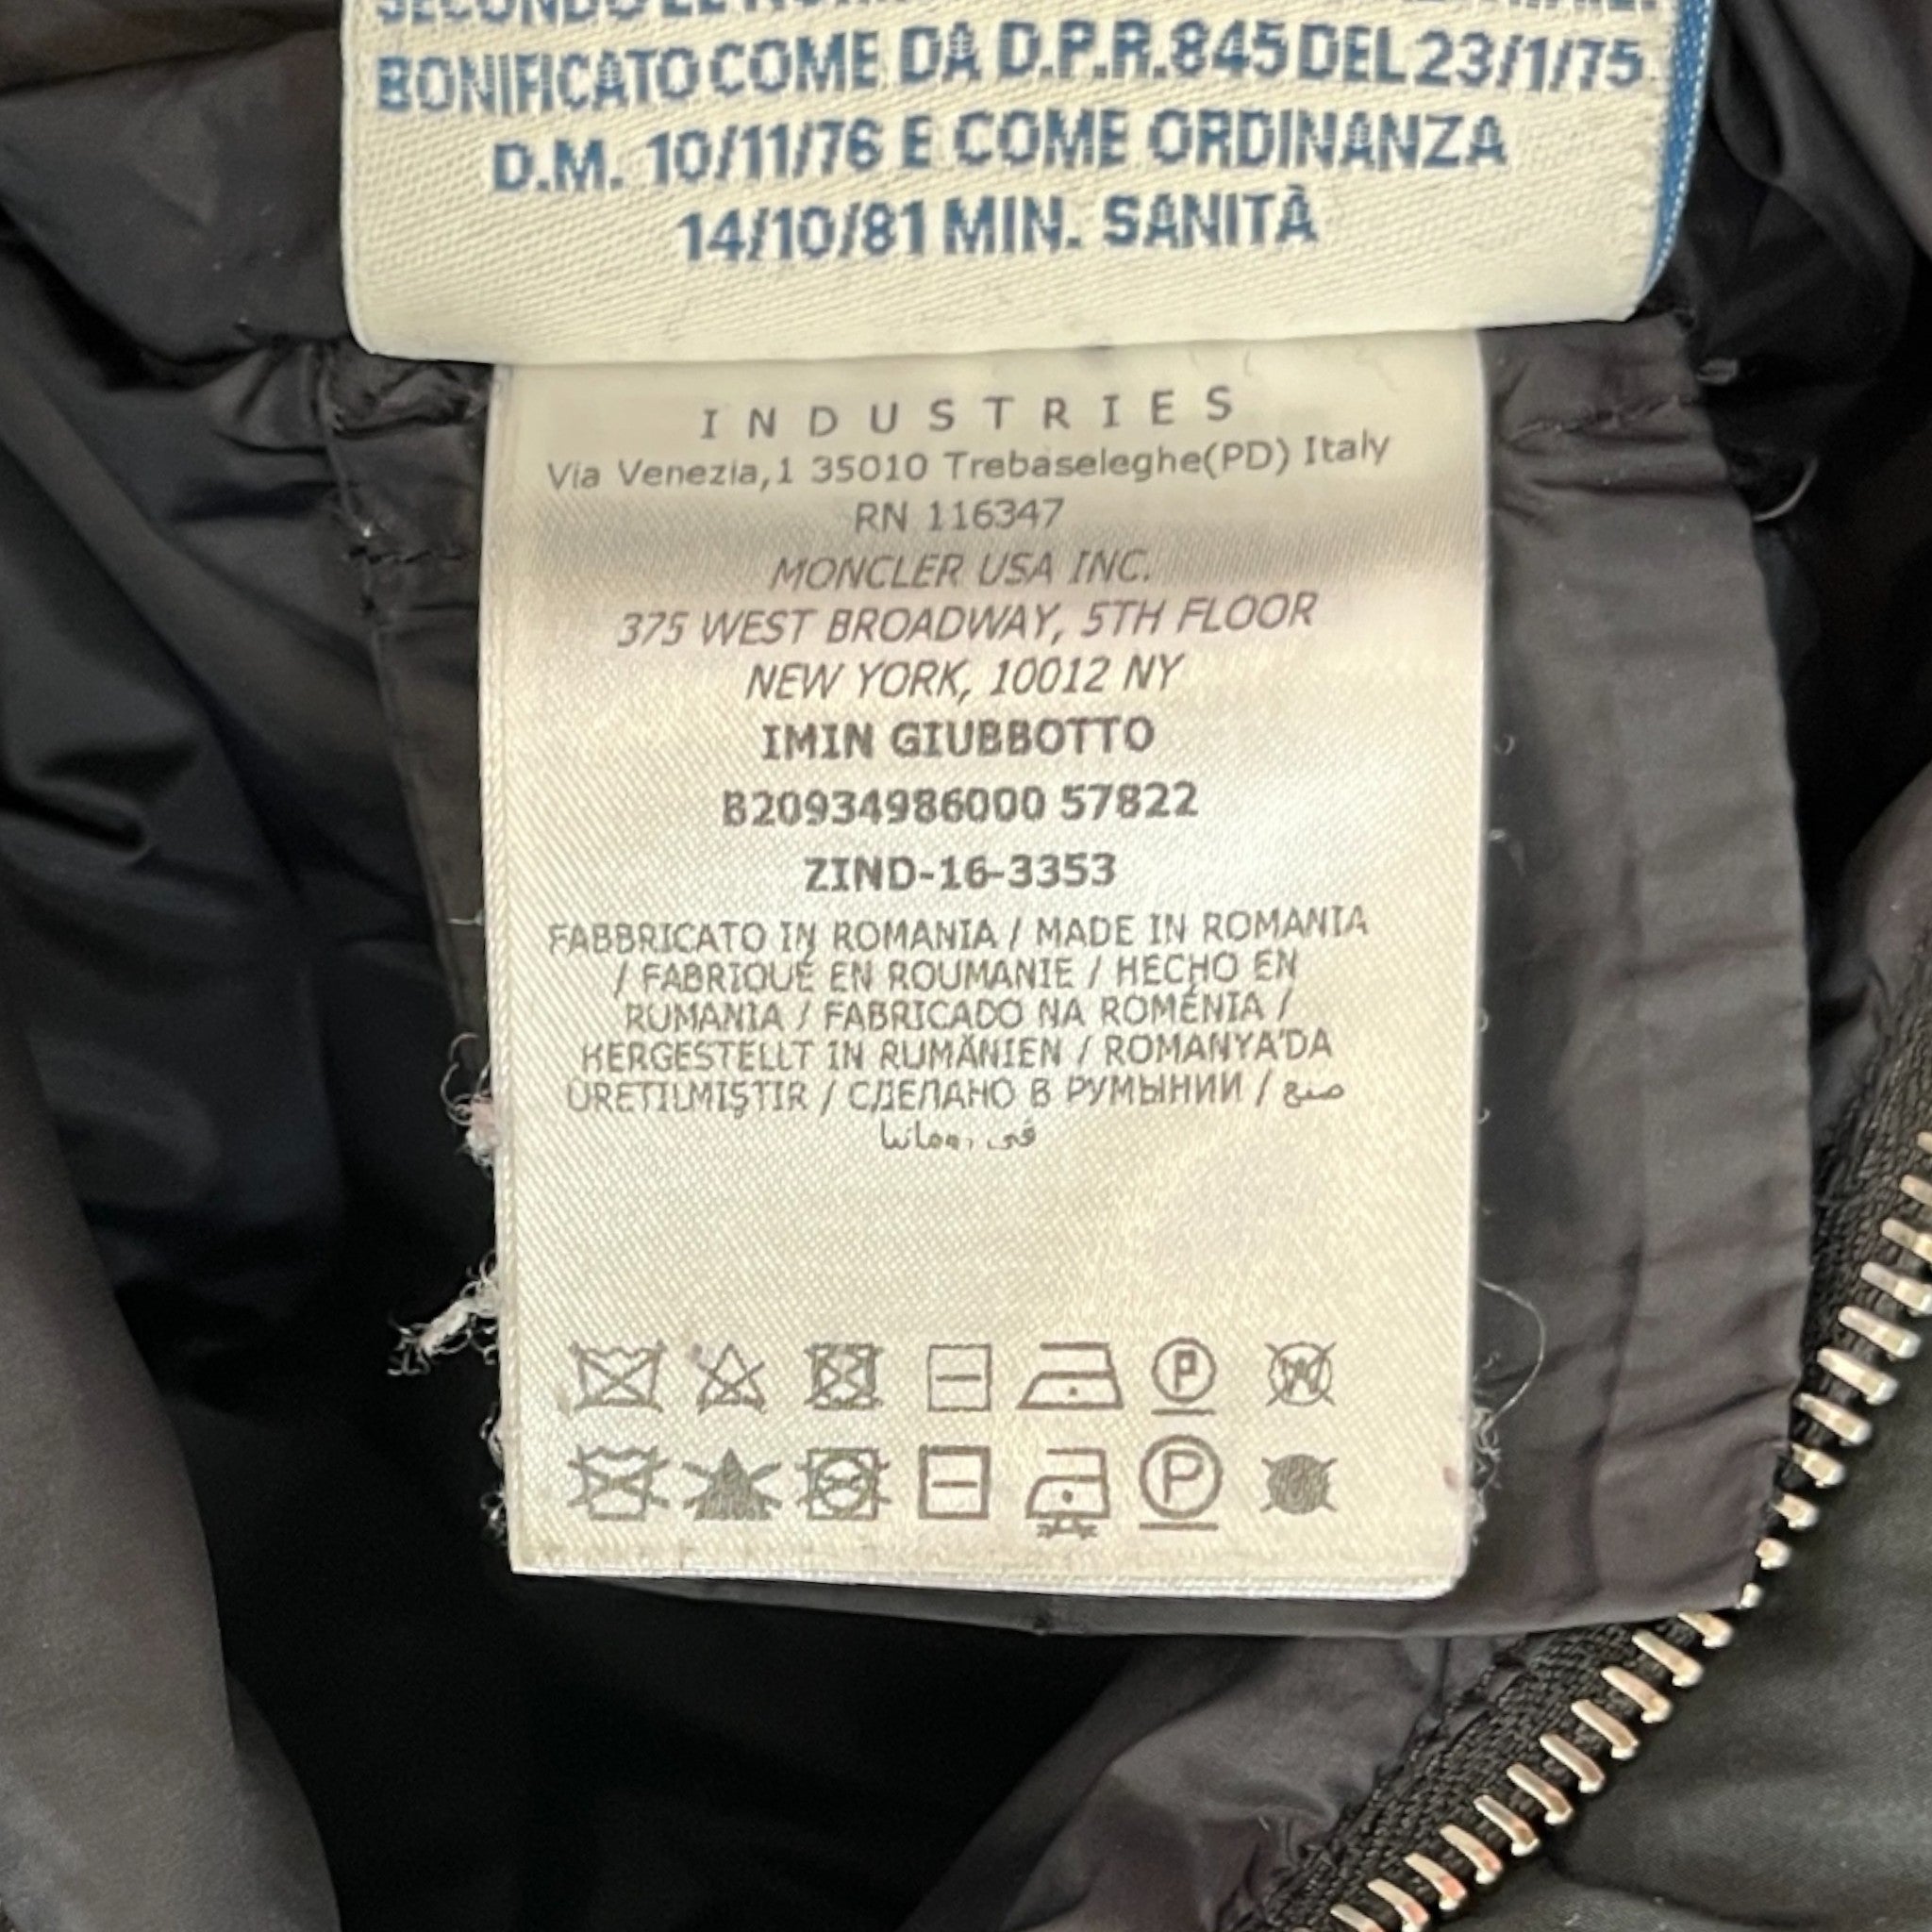 BONIFICATO COME DA D.P.R.845 DEL 23/1/75
D.M. 10/11/76 E COME ORDINANZA
14/10/81 MIN. SANITÀ
INDUSTRIES
Via Venezia,1 35010 Trebaseleghe(PD) Italy
RN 116347
MONCLER USA INC.
375 WEST BROADWAY, 5TH FLOOR
NEW YORK, 10012 NY
IMIN GIUBBOTTO
B20934986000 57822
ZIND-16-3353
FABBRICATO IN ROMANIA / MADE IN ROMANIA
/ FABRIQUÉ EN ROUMANIE / HECHO EN
RUMANIA / FABRICADO NA ROMÉNIA /
HERGESTELLT IN RUMÄNIEN / ROMANYA'DA
ÜRETILMIŞTIR / СДЕЛАНО В РУМЫНИИ / صنع
في رومانيا
P W
P